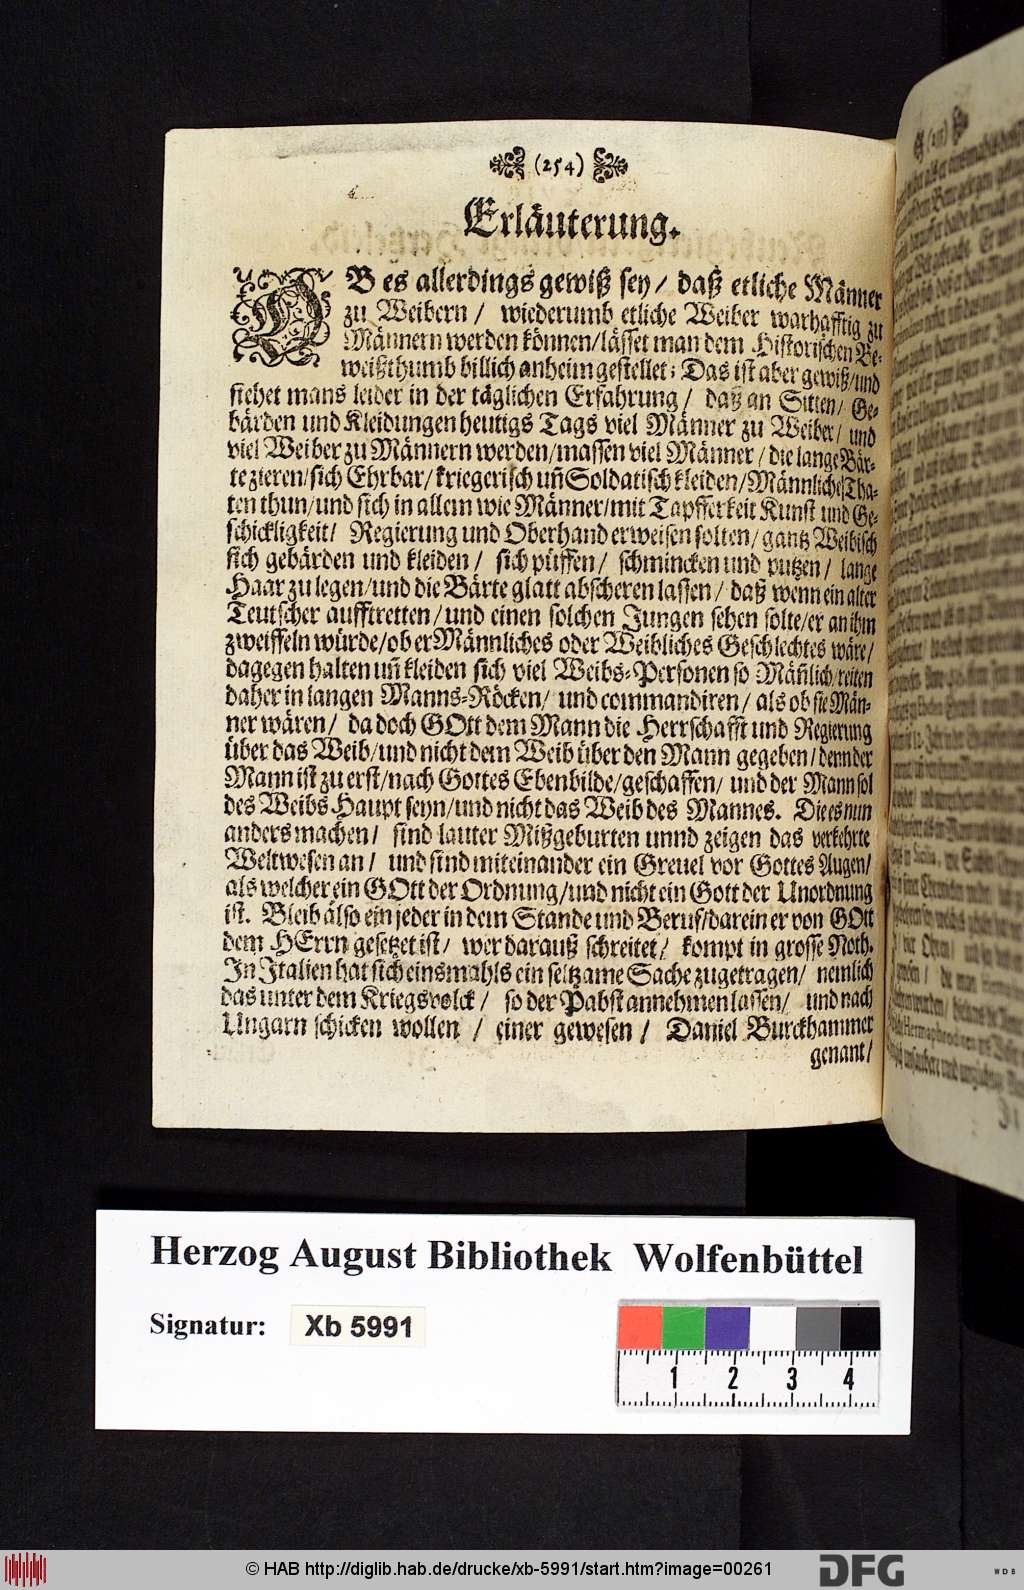 (254)
Erläuterung.
OB es allerdings gewiß sey / daß etliche Männer
zu Weibern / wiederumb etliche Weiber warhafftig zu
Männern werden können / lässet man dem Historischen Be-
weißthumb billich anheim gestellet: Das ist aber gewiß / und
siehet mans leider in der täglichen Erfahrung / daß an Sitten / Ge-
bärden und Kleidungen heutigs Tags viel Männer zu Weiber / und
viel Weiber zu Männern werden / massen viel Männer / die lange Bär-
te zieren / sich Ehrbar / kriegerisch uñ Soldatisch kleiden / Männliche Tha-
ten thun / und sich in allem wie Männer / mit Tapfferkeit Kunst und Ge-
schickligkeit / Regierung und Oberhand erweisen solten / gantz Weibisch
sich gebärden und kleiden / sich püffen / schmincken und putzen / lange
Haar zu legen / und die Bärte glatt abscheren lassen / daß wenn ein alter
Teutscher aufftretten / und einen solchen Jungen sehen solte / er an ihm
zweiffeln würde / ob er Männliches oder Weibliches Geschlechtes wäre /
dagegen halten uñ kleiden sich viel Weibs-Personen so Mäñlich / reiten
daher in langen Manns-Röcken / und commandiren / als ob sie Män-
ner wären / da doch GOtt dem Mann die Herrschafft und Regierung
über das Weib / und nicht dem Weib über den Mann gegeben / denn der
Mann ist zu erst / nach Gottes Ebenbilde / geschaffen / und der Mann sol
des Weibs Haupt seyn / und nicht das Weib des Mannes. Die es nun
anders machen / sind lauter Mißgeburten unnd zeigen das verkehrte
Weltwesen an / und sind miteinander ein Greuel vor Gottes Augen /
als welcher ein GOtt der Ordnung / und nicht ein Gott der Unordnung
ist. Bleib also ein jeder in dem Stande und Beruf / darein er von GOtt
dem HErrn gesetzet ist / wer darauß schreitet / kompt in grosse Noth.
In Italien hat sich einsmahls ein seltzame Sache zugetragen / nemlich
das unter dem Kriegsvolck / so der Pabst annehmen lassen / und nach
Ungarn schicken wollen / einer gewesen / Daniel Burckhammer
genant /
Herzog August Bibliothek Wolfenbüttel
Signatur: Xb 5991
1 2 3 4
© HAB http://diglib.hab.de/drucke/xb-5991/start.htm?image=00261
DFG
WDB